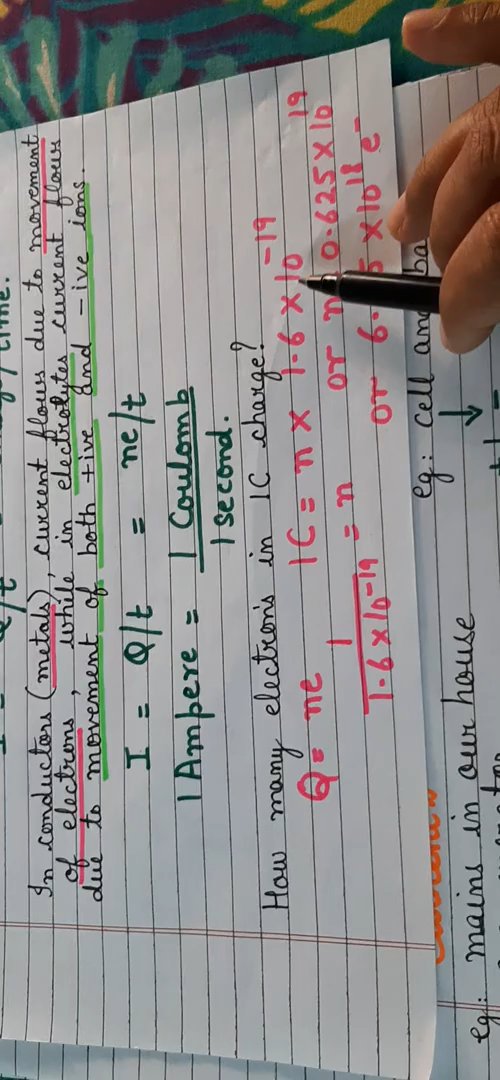 time.
Q/t
In conductors (metals), current flows due to movement
of electrons, while in electrolytes current flows
due to movement of both +ive and -ive ions.
I = Q/t = ne/t
1 Ampere = 1 Coulomb
1 second.
How many electrons in 1C charge?
Q = ne 1C = n x 1.6 x 10^-19
1 / 1.6 x 10^-19 = n or n 0.625 x 10^19
or 6. 5 x 10^18 e^-
eg: cell and ba
↓
eg: mains in our house